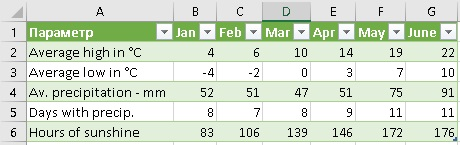 A B C D E F G
1 Параметр Jan Feb Mar Apr May June
2 Average high in °C 4 6 10 14 19 22
3 Average low in °C -4 -2 0 3 7 10
4 Av. precipitation - mm 52 51 47 51 75 91
5 Days with precip. 8 7 8 9 11 11
6 Hours of sunshine 83 106 139 146 172 176